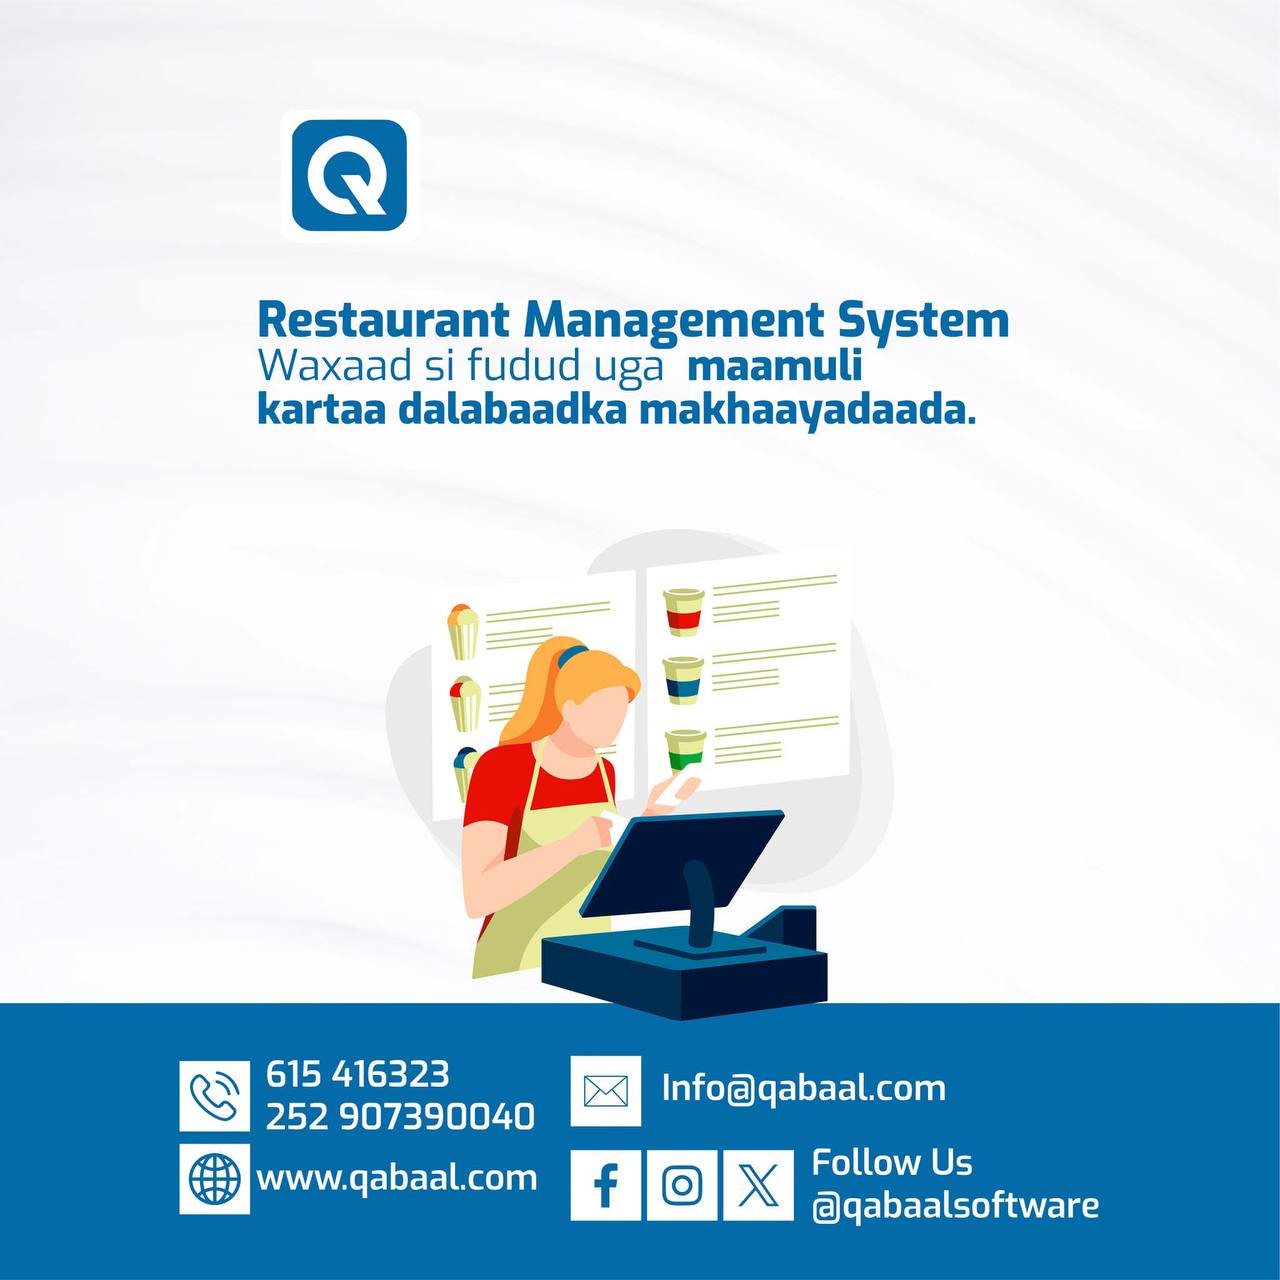 Q
Restaurant Management System
Waxaad si fudud uga maamuli
kartaa dalabaadka makhaayadaada.
615 416323
252 907390040
www.qabaal.com
Info@qabaal.com
Follow Us
@qabaalsoftware